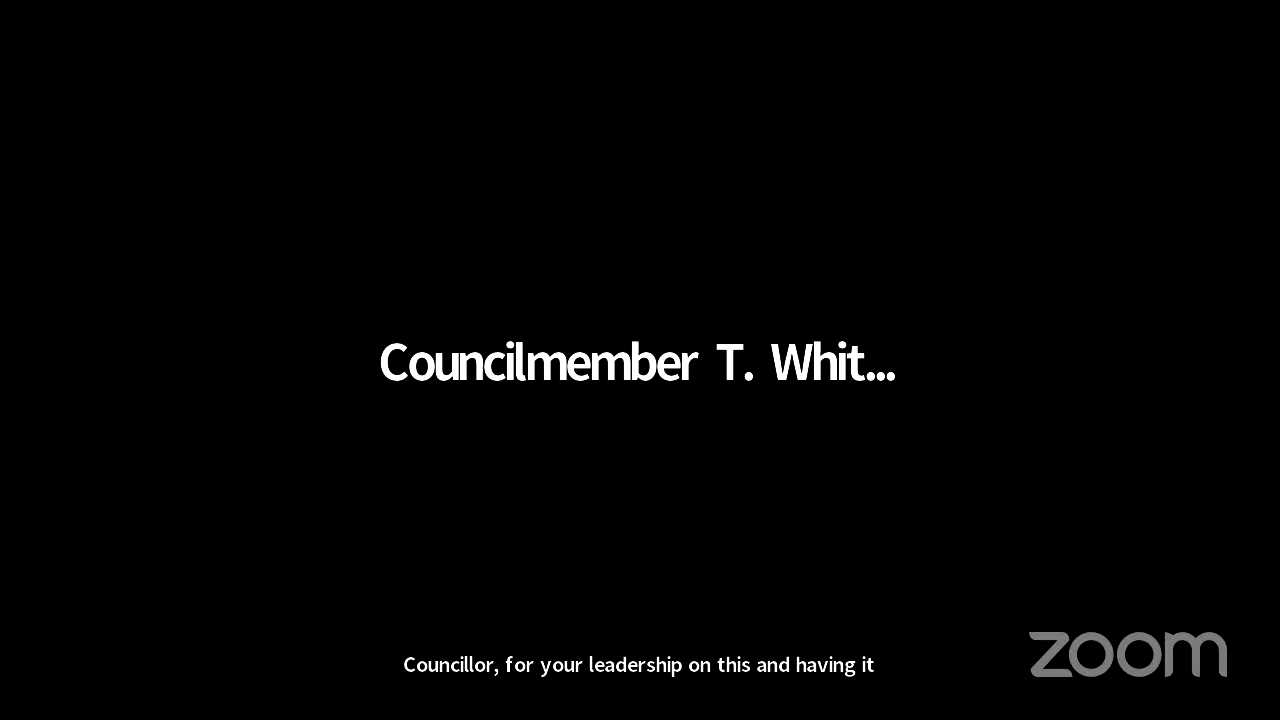 Councilmember T. Whit...
Councillor, for your leadership on this and having it
zoom